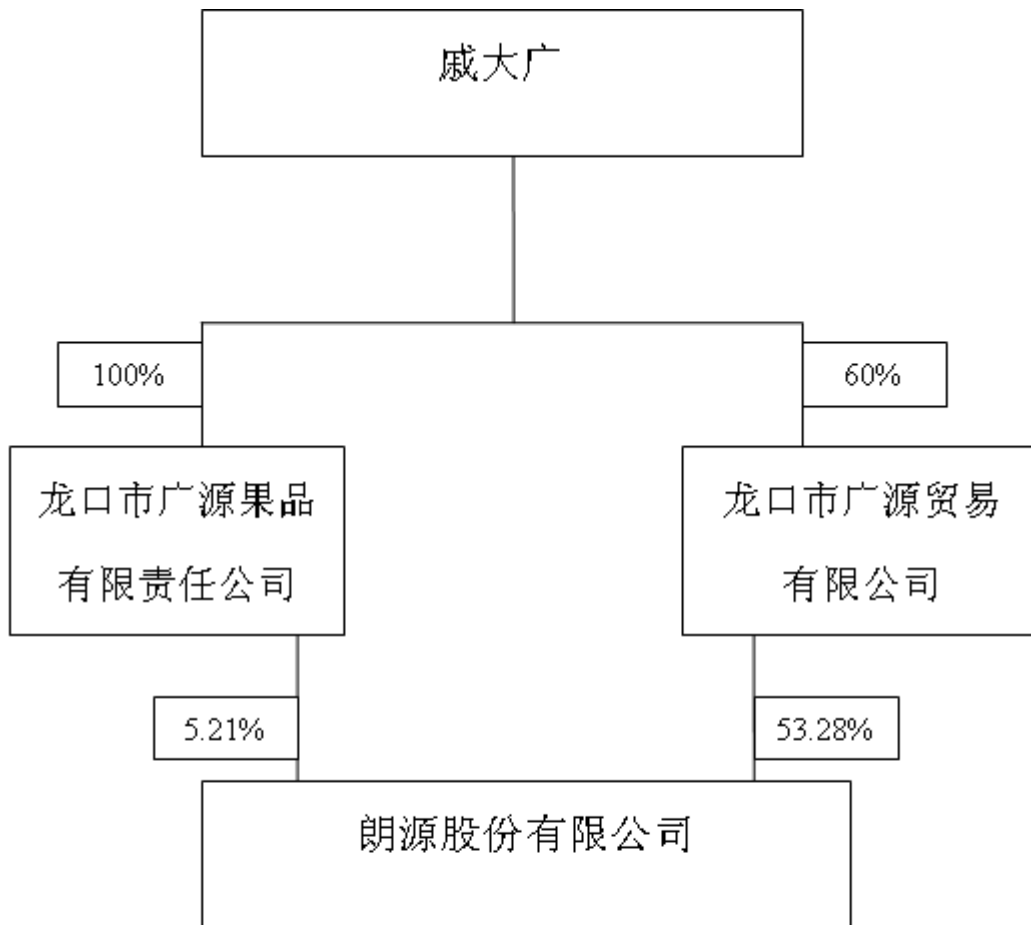 戚大广
100%
60%
龙口市广源果品
有限责任公司
龙口市广源贸易
有限公司
5.21%
53.28%
朗源股份有限公司